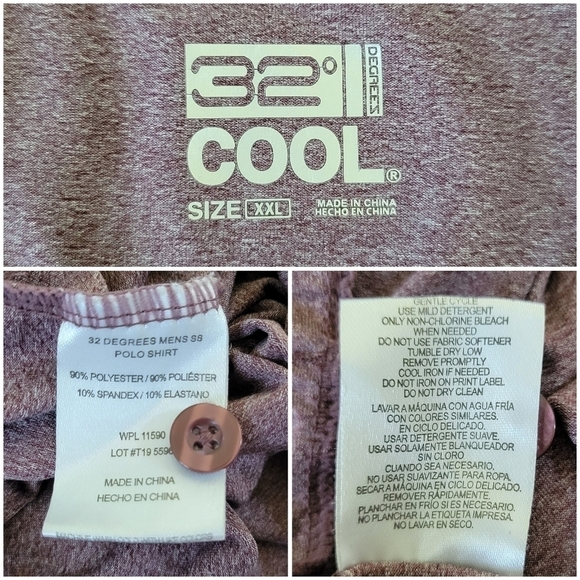 32° DEGREES
COOL®
SIZE XXL MADE IN CHINA
HECHO EN CHINA
32 DEGREES MENS SS
POLO SHIRT
90% POLYESTER / 90% POLIÉSTER
10% SPANDEX / 10% ELASTANO
WPL 11590
LOT #T19 5596
MADE IN CHINA
HECHO EN CHINA
GENTLE CYCLE
USE MILD DETERGENT
ONLY NON-CHLORINE BLEACH
WHEN NEEDED
DO NOT USE FABRIC SOFTENER
TUMBLE DRY LOW
REMOVE PROMPTLY
COOL IRON IF NEEDED
DO NOT IRON ON PRINT LABEL
DO NOT DRY CLEAN
LAVAR A MÁQUINA CON AGUA FRÍA
CON COLORES SIMILARES.
EN CICLO DELICADO.
USAR DETERGENTE SUAVE.
USAR SOLAMENTE BLANQUEADOR
SIN CLORO
CUANDO SEA NECESARIO.
NO USAR SUAVIZANTE PARA ROPA.
SECAR A MÁQUINA EN CICLO DELICADO.
REMOVER RÁPIDAMENTE.
PLANCHAR EN FRÍO SI ES NECESARIO.
NO PLANCHAR LA ETIQUETA IMPRESA.
NO LAVAR EN SECO.